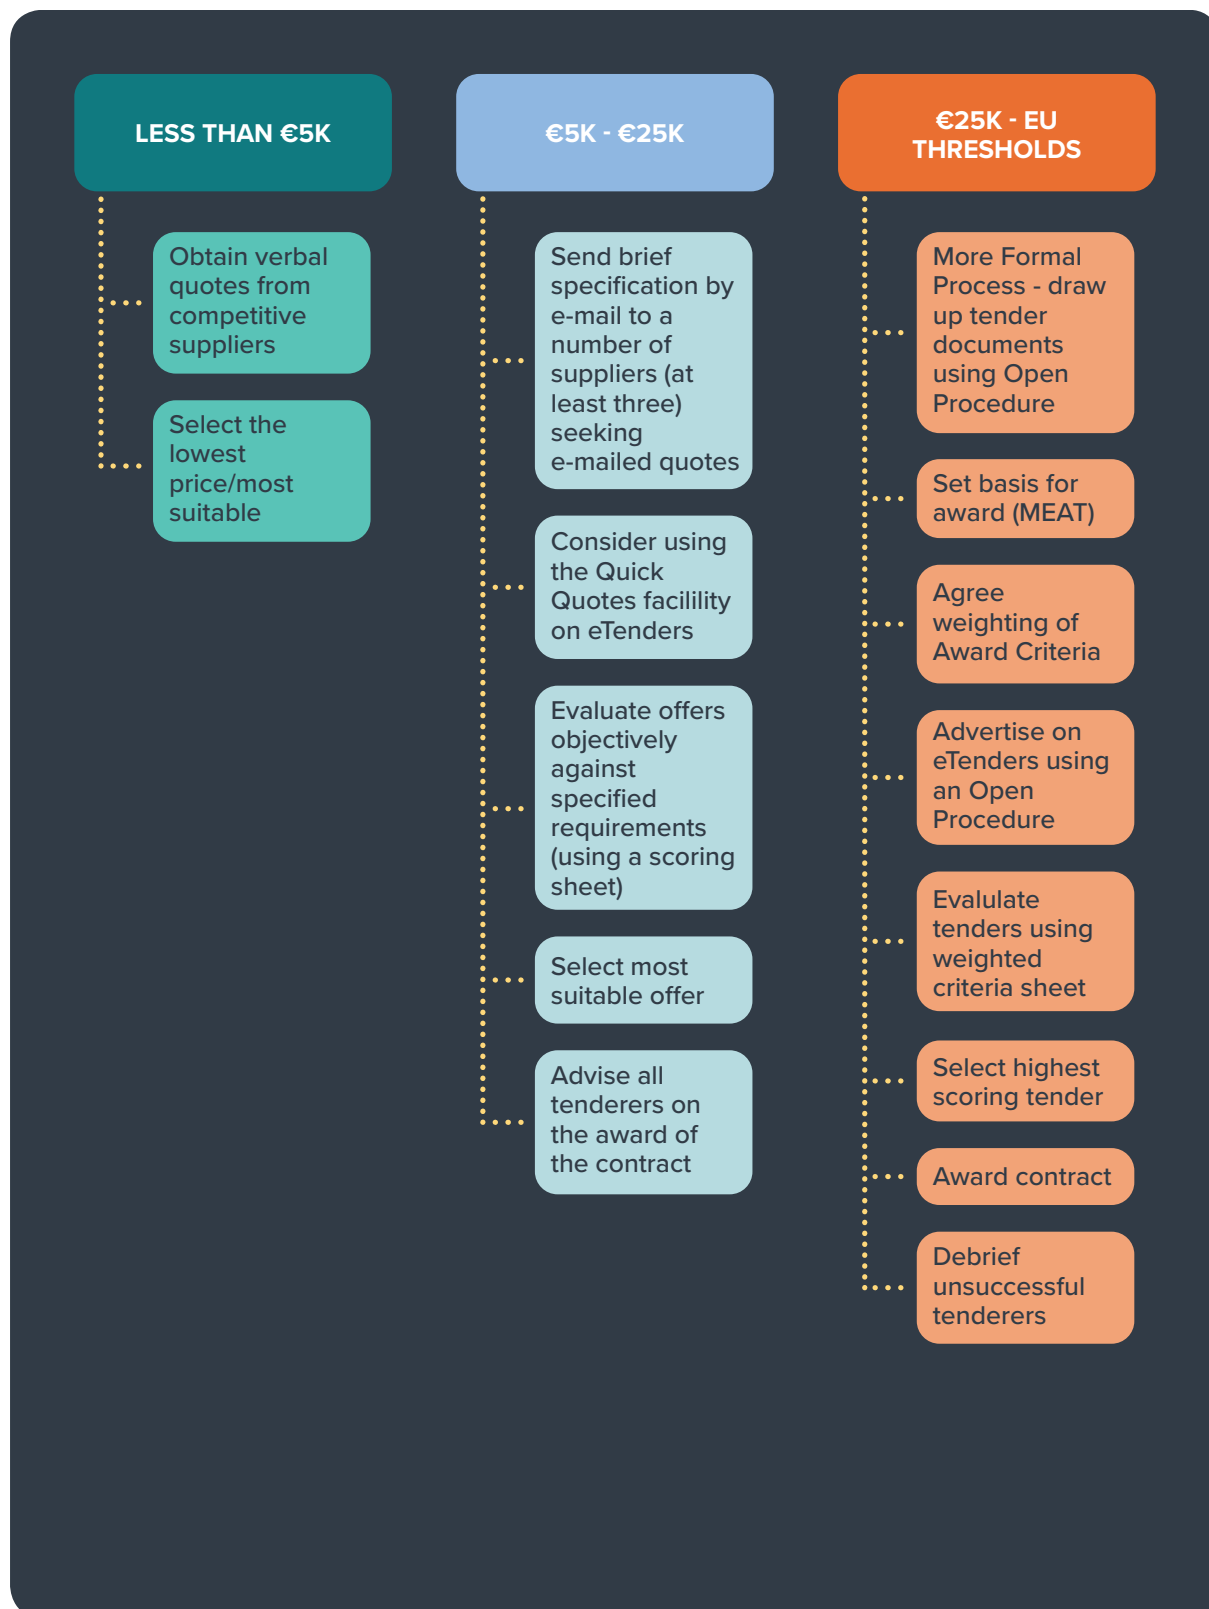 LESS THAN €5K
Obtain verbal
quotes from
competitive
suppliers
Select the
lowest
price/most
suitable
€5K - €25K
Send brief
specification by
e-mail to a
number of
suppliers (at
least three)
seeking
e-mailed quotes
Consider using
the Quick
Quotes facilility
on eTenders
Evaluate offers
objectively
against
specified
requirements
(using a scoring
sheet)
Select most
suitable offer
Advise all
tenderers on
the award of
the contract
€25K - EU
THRESHOLDS
More Formal
Process - draw
up tender
documents
using Open
Procedure
Set basis for
award (MEAT)
Agree
weighting of
Award Criteria
Advertise on
eTenders using
an Open
Procedure
Evalulate
tenders using
weighted
criteria sheet
Select highest
scoring tender
Award contract
Debrief
unsuccessful
tenderers